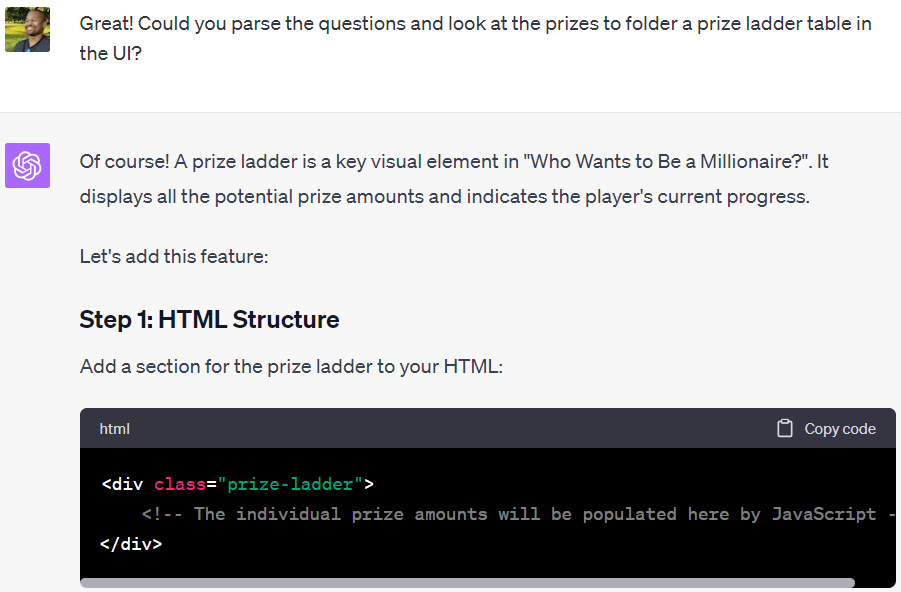 Great! Could you parse the questions and look at the prizes to folder a prize ladder table in
the UI?
Of course! A prize ladder is a key visual element in "Who Wants to Be a Millionaire?". It
displays all the potential prize amounts and indicates the player's current progress.
Let's add this feature:
Step 1: HTML Structure
Add a section for the prize ladder to your HTML:
html Copy code
<div class="prize-ladder">
    <!-- The individual prize amounts will be populated here by JavaScript -
</div>